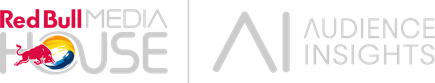 Red Bull MEDIA
HOUSE
AI AUDIENCE
INSIGHTS